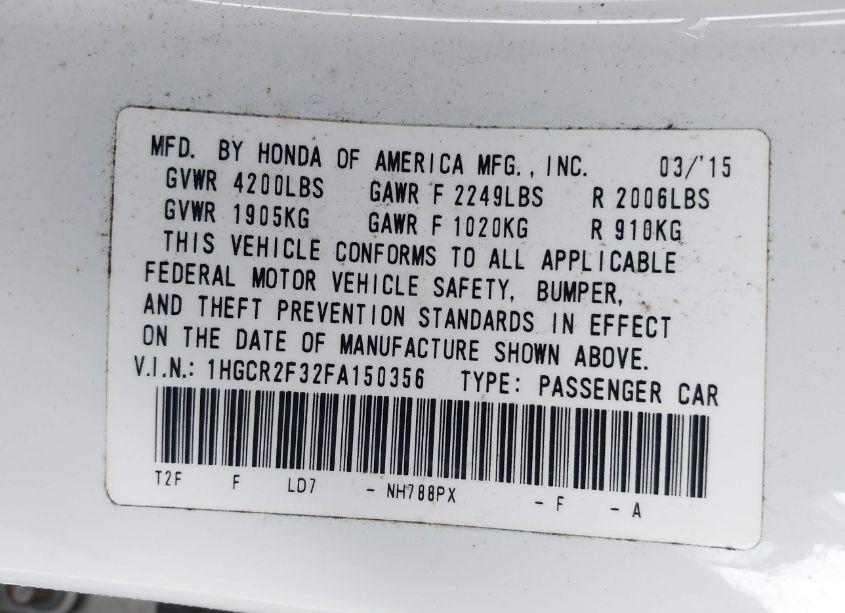 MFD. BY HONDA OF AMERICA MFG., INC. 03/'15
GVWR 4200LBS GAWR F 2249LBS R 2006LBS
GVWR 1905KG GAWR F 1020KG R 910KG
THIS VEHICLE CONFORMS TO ALL APPLICABLE
FEDERAL MOTOR VEHICLE SAFETY, BUMPER,
AND THEFT PREVENTION STANDARDS IN EFFECT
ON THE DATE OF MANUFACTURE SHOWN ABOVE.
V.I.N.: 1HGCR2F32FA150356 TYPE: PASSENGER CAR
T2F F LD7 - NH788PX - F - A